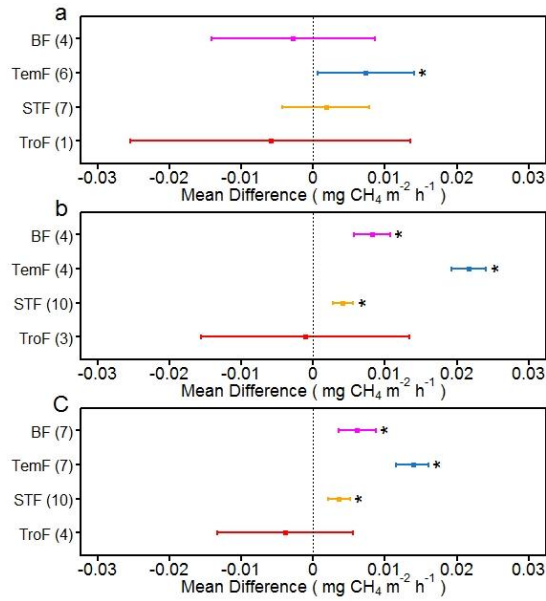 a
BF (4)
TemF (6)
*
STF (7)
TroF (1)
-0.03 -0.02 -0.01 0 0.01 0.02 0.03
Mean Difference ( mg CH₄ m⁻² h⁻¹ )
b
BF (4)
*
TemF (4)
*
STF (10)
*
TroF (3)
-0.03 -0.02 -0.01 0 0.01 0.02 0.03
Mean Difference ( mg CH₄ m⁻² h⁻¹ )
C
BF (7)
*
TemF (7)
*
STF (10)
*
TroF (4)
-0.03 -0.02 -0.01 0 0.01 0.02 0.03
Mean Difference ( mg CH₄ m⁻² h⁻¹ )